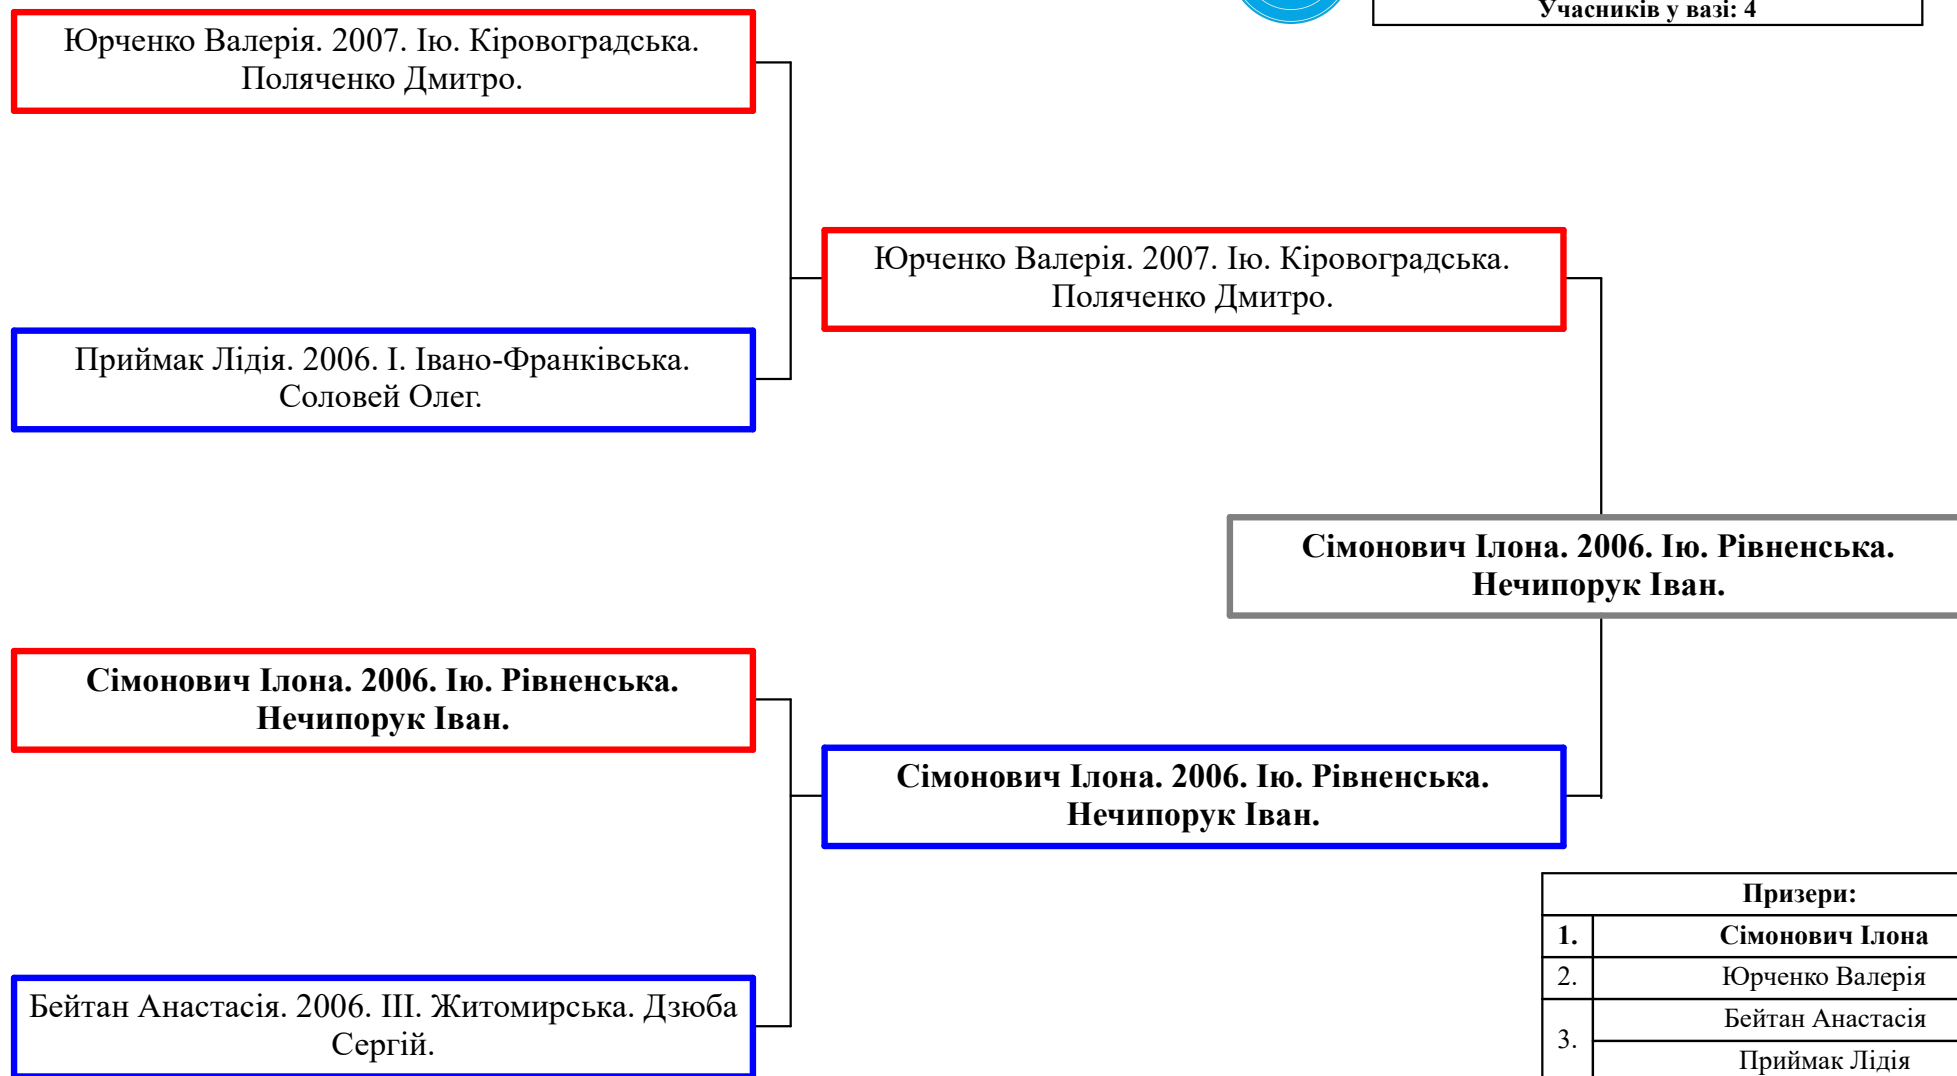 Учасників у вазі: 4
Юрченко Валерія. 2007. Ію. Кіровоградська.
Поляченко Дмитро.
Юрченко Валерія. 2007. Ію. Кіровоградська.
Поляченко Дмитро.
Приймак Лідія. 2006. І. Івано-Франківська.
Соловей Олег.
Сімонович Ілона. 2006. Ію. Рівненська.
Нечипорук Іван.
Сімонович Ілона. 2006. Ію. Рівненська.
Нечипорук Іван.
Сімонович Ілона. 2006. Ію. Рівненська.
Нечипорук Іван.
Бейтан Анастасія. 2006. ІІІ. Житомирська. Дзюба
Сергій.
Призери:
1. Сімонович Ілона
2. Юрченко Валерія
3. Бейтан Анастасія
Приймак Лідія